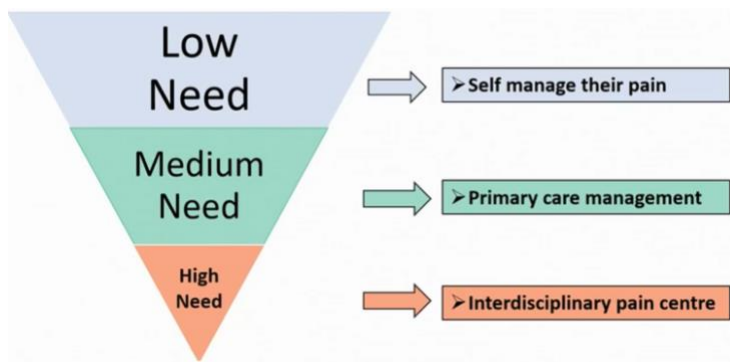 Low
Need
➢Self manage their pain
Medium
Need
➢Primary care management
High
Need
➢Interdisciplinary pain centre